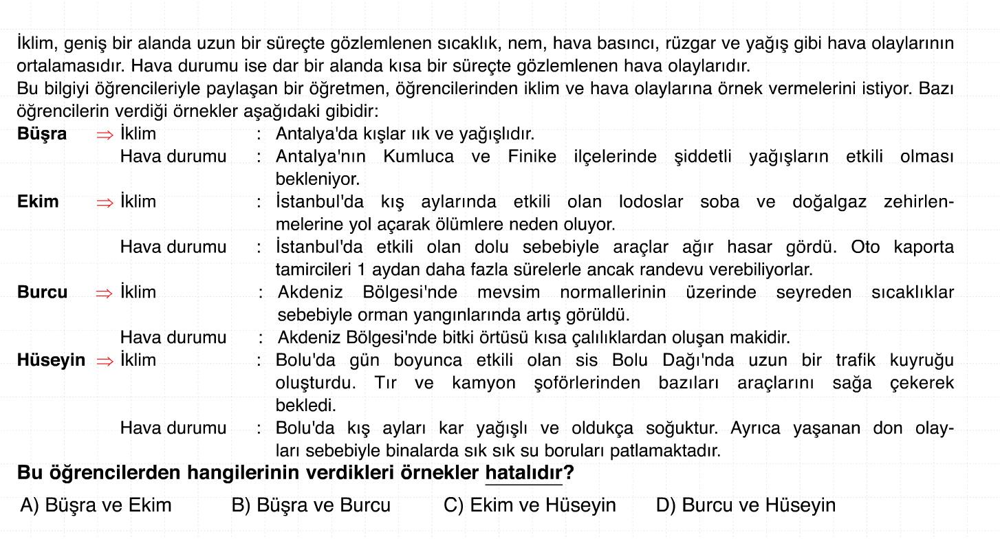 İklim, geniş bir alanda uzun bir süreçte gözlemlenen sıcaklık, nem, hava basıncı, rüzgar ve yağış gibi hava olaylarının
ortalamasıdır. Hava durumu ise dar bir alanda kısa bir süreçte gözlemlenen hava olaylarıdır.
Bu bilgiyi öğrencileriyle paylaşan bir öğretmen, öğrencilerinden iklim ve hava olaylarına örnek vermelerini istiyor. Bazı
öğrencilerin verdiği örnekler aşağıdaki gibidir:
Büşra ⇒ İklim : Antalya'da kışlar ıık ve yağışlıdır.
Hava durumu : Antalya'nın Kumluca ve Finike ilçelerinde şiddetli yağışların etkili olması
bekleniyor.
Ekim ⇒ İklim : İstanbul'da kış aylarında etkili olan lodoslar soba ve doğalgaz zehirlen-
melerine yol açarak ölümlere neden oluyor.
Hava durumu : İstanbul'da etkili olan dolu sebebiyle araçlar ağır hasar gördü. Oto kaporta
tamircileri 1 aydan daha fazla sürelerle ancak randevu verebiliyorlar.
Burcu ⇒ İklim : Akdeniz Bölgesi'nde mevsim normallerinin üzerinde seyreden sıcaklıklar
sebebiyle orman yangınlarında artış görüldü.
Hava durumu : Akdeniz Bölgesi'nde bitki örtüsü kısa çalılıklardan oluşan makidir.
Hüseyin ⇒ İklim : Bolu'da gün boyunca etkili olan sis Bolu Dağı'nda uzun bir trafik kuyruğu
oluşturdu. Tır ve kamyon şoförlerinden bazıları araçlarını sağa çekerek
bekledi.
Hava durumu : Bolu'da kış ayları kar yağışlı ve oldukça soğuktur. Ayrıca yaşanan don olay-
ları sebebiyle binalarda sık sık su boruları patlamaktadır.
Bu öğrencilerden hangilerinin verdikleri örnekler hatalıdır?
A) Büşra ve Ekim B) Büşra ve Burcu C) Ekim ve Hüseyin D) Burcu ve Hüseyin